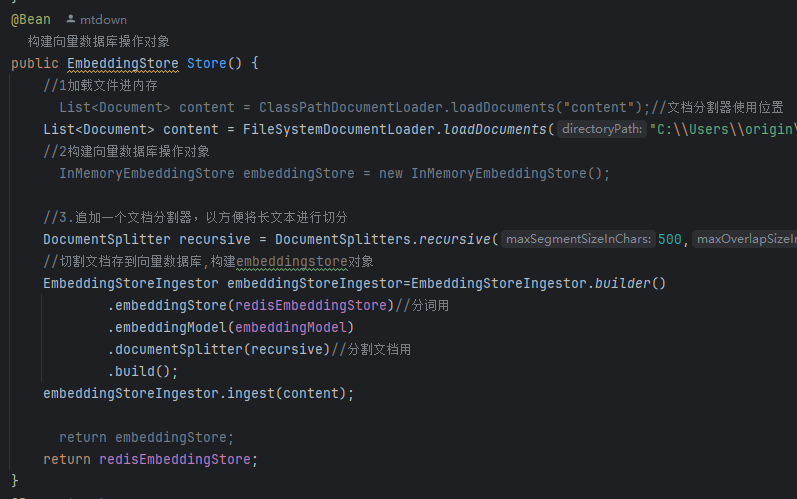 @Bean mtdown
构建向量数据库操作对象
public EmbeddingStore Store() {
//1加载文件进内存
List<Document> content = ClassPathDocumentLoader.loadDocuments("content");//文档分割器使用位置
List<Document> content = FileSystemDocumentLoader.loadDocuments( directoryPath: "C:\\Users\\origin\
//2构建向量数据库操作对象
InMemoryEmbeddingStore embeddingStore = new InMemoryEmbeddingStore();
//3.追加一个文档分割器，以方便将长文本进行切分
DocumentSplitter recursive = DocumentSplitters.recursive( maxSegmentSizeInChars: 500, maxOverlapSizeIn
//切割文档存到向量数据库,构建embeddingstore对象
EmbeddingStoreIngestor embeddingStoreIngestor=EmbeddingStoreIngestor.builder()
.embeddingStore(redisEmbeddingStore)//分词用
.embeddingModel(embeddingModel)
.documentSplitter(recursive)//分割文档用
.build();
embeddingStoreIngestor.ingest(content);
return embeddingStore;
return redisEmbeddingStore;
}